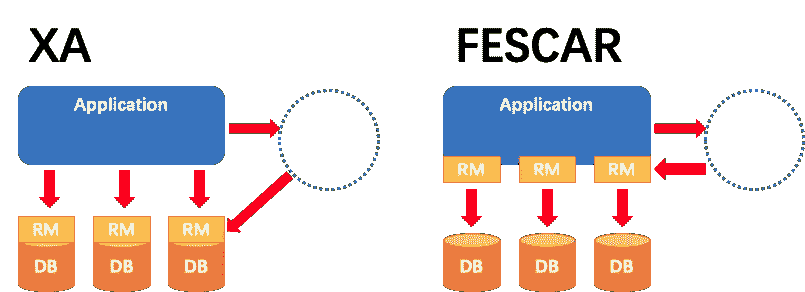 XA
FESCAR
Application
Application
RM
RM
RM
RM
RM
RM
DB
DB
DB
DB
DB
DB